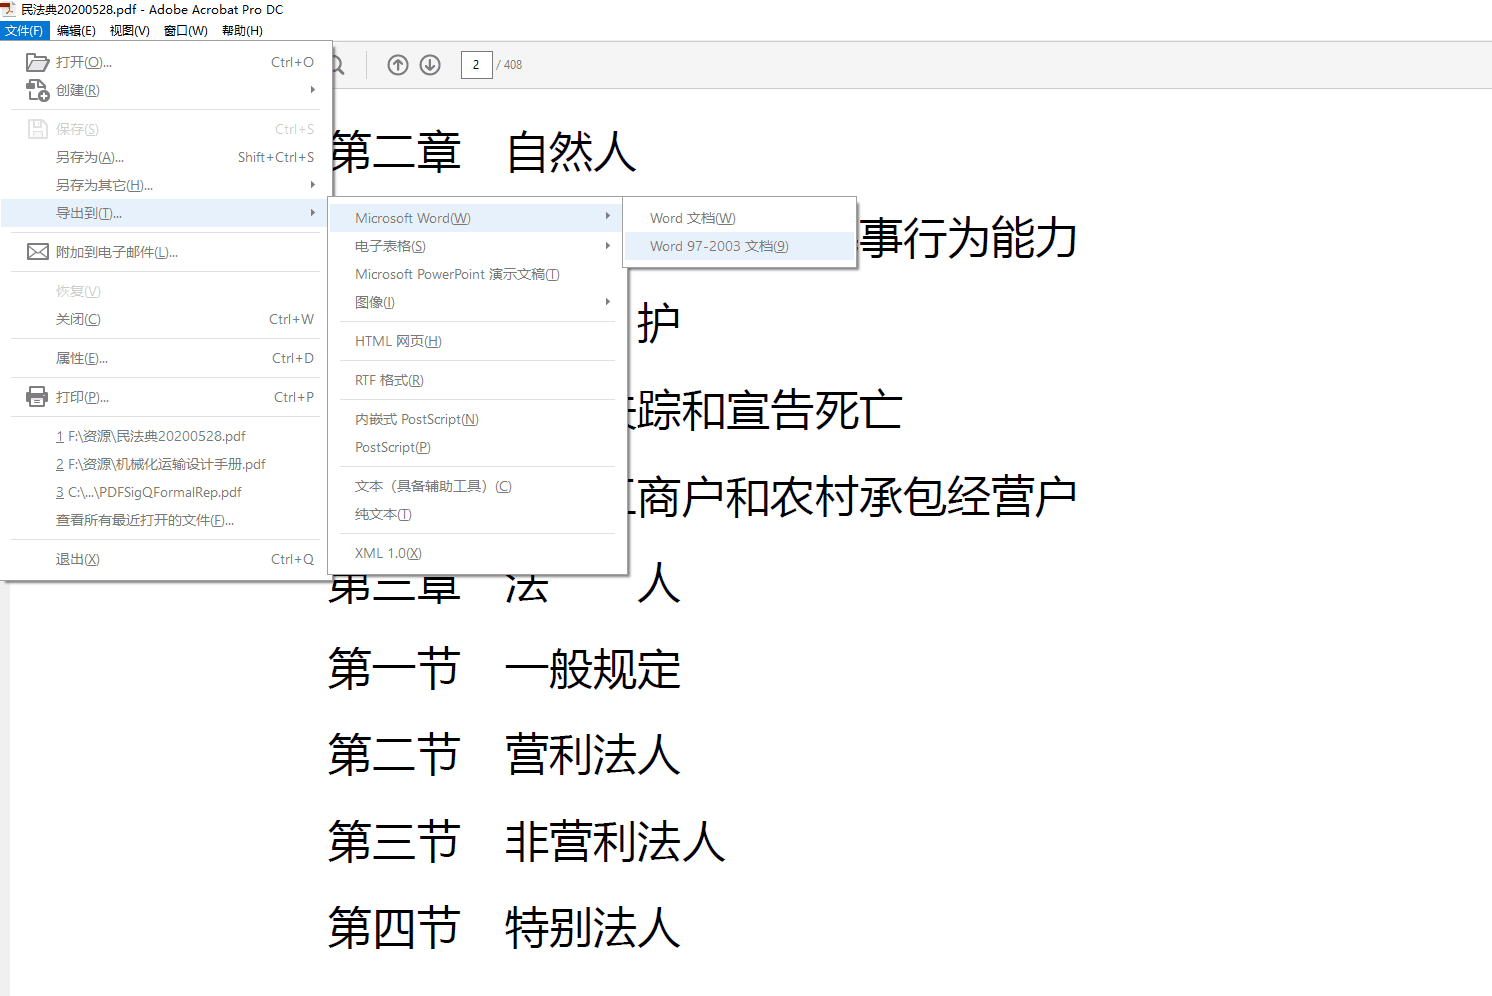 民法典20200528.pdf - Adobe Acrobat Pro DC
文件(F) 编辑(E) 视图(V) 窗口(W) 帮助(H)
2 / 408
打开(O)... Ctrl+O
创建(R)
保存(S) Ctrl+S
另存为(A)... Shift+Ctrl+S
另存为其它(H)...
导出到(T)...
附加到电子邮件(L)...
恢复(V)
关闭(C) Ctrl+W
属性(E)... Ctrl+D
打印(P)... Ctrl+P
1 F:\资源\民法典20200528.pdf
2 F:\资源\机械化运输设计手册.pdf
3 C:\...\PDFSigQFormalRep.pdf
查看所有最近打开的文件(F)...
退出(X) Ctrl+Q
Microsoft Word(W)
电子表格(S)
Microsoft PowerPoint 演示文稿(T)
图像(I)
HTML 网页(H)
RTF 格式(R)
内嵌式 PostScript(N)
PostScript(P)
文本（具备辅助工具）(C)
纯文本(T)
XML 1.0(X)
Word 文档(W)
Word 97-2003 文档(9)
第二章 自然人
事行为能力
护
踪和宣告死亡
商户和农村承包经营户
第三章 法 人
第一节 一般规定
第二节 营利法人
第三节 非营利法人
第四节 特别法人